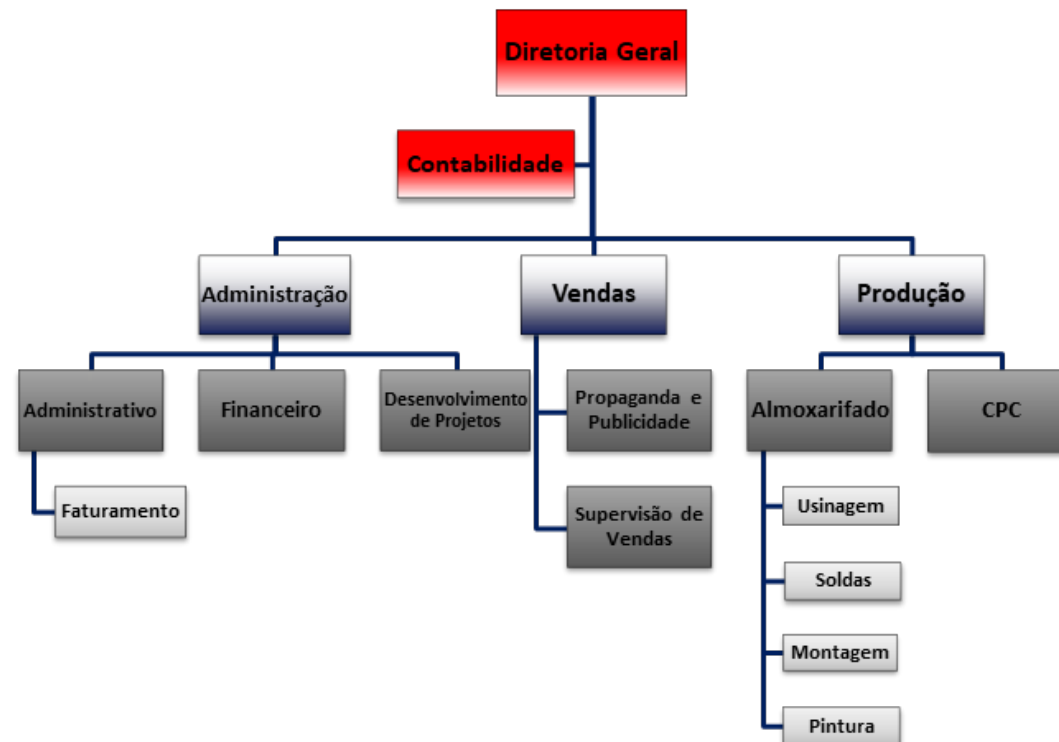 Diretoria Geral
Contabilidade
Administração
Vendas
Produção
Administrativo
Financeiro
Desenvolvimento
de Projetos
Propaganda e
Publicidade
Almoxarifado
CPC
Faturamento
Supervisão de
Vendas
Usinagem
Soldas
Montagem
Pintura